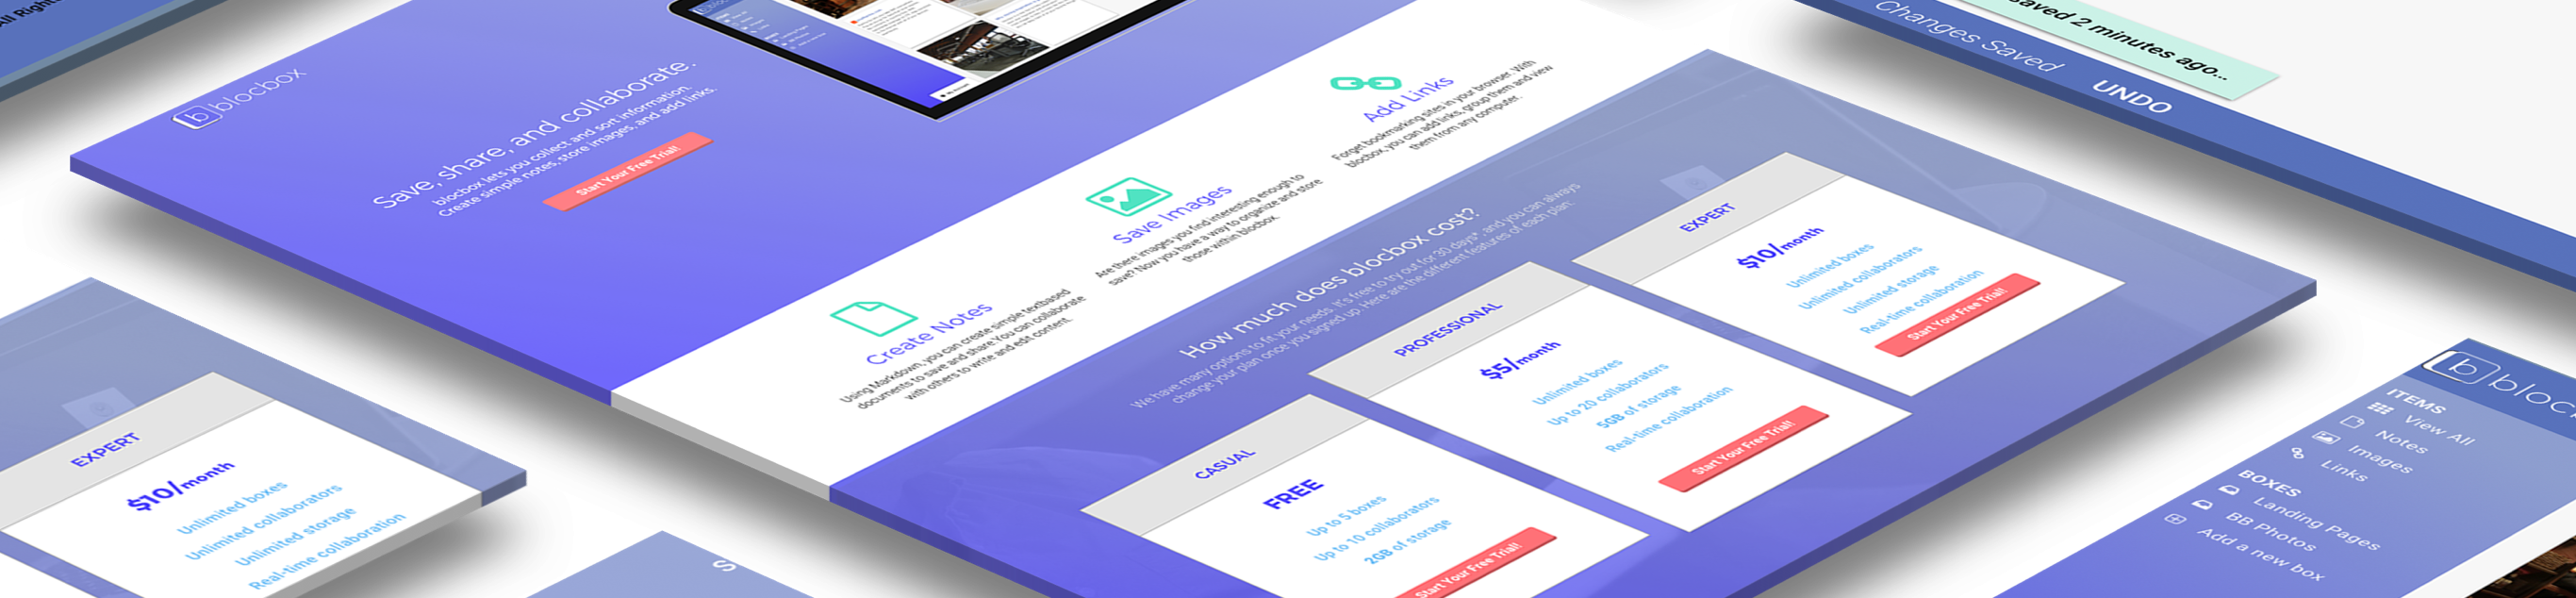 All Rights
blocbox
Save, share, and collaborate.
blocbox lets you collect and sort information.
Create simple notes, store images, and add links.
Start Your Free Trial!
Create Notes
Using Markdown, you can create simple textbased
documents to save and share.You can collaborate
with others to write and edit content.
Save Images
Are there images you find interesting enough to
save? Now you have a way to organize and store
those within blocbox.
Add Links
Forget bookmarking sites in your browser. With
blocbox, you can add links, group them and view
them from any computer.
How much does blocbox cost?
We have many options to fit your needs. It's free to try out for 30 days*, and you can always
change your plan once you signed up. Here are the different features of each plan:
CASUAL
FREE
Up to 5 boxes
Up to 10 collaborators
2GB of storage
Start Your Free Trial!
PROFESSIONAL
$5/month
Unlimited boxes
Up to 20 collaborators
5GB of storage
Real-time collaboration
Start Your Free Trial!
EXPERT
$10/month
Unlimited boxes
Unlimited collaborators
Unlimited storage
Real-time collaboration
Start Your Free Trial!
EXPERT
$10/month
Unlimited boxes
Unlimited collaborators
Unlimited storage
Real-time collaboration
S
saved 2 minutes ago...
Changes Saved
UNDO
bloc
ITEMS
View All
Notes
Images
Links
BOXES
Landing Pages
BB Photos
Add a new box